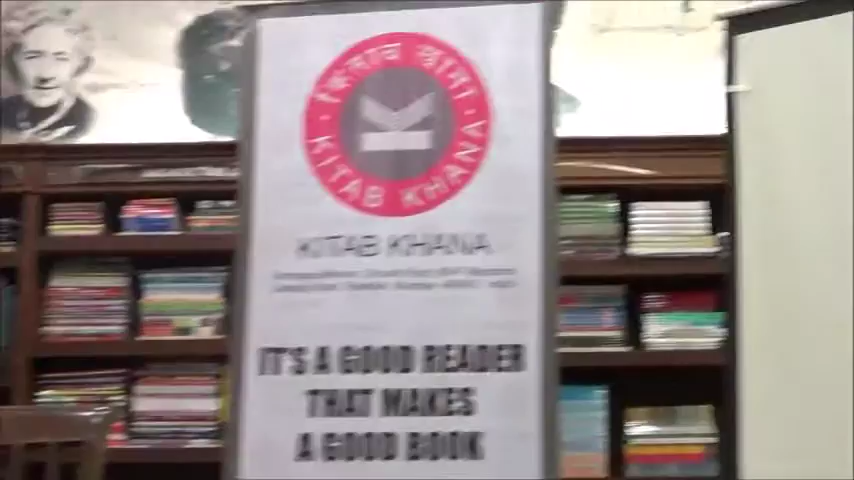 किताब खाना
KITAB KHANA
KITAB KHANA
IT'S A GOOD READER
THAT MAKES
A GOOD BOOK